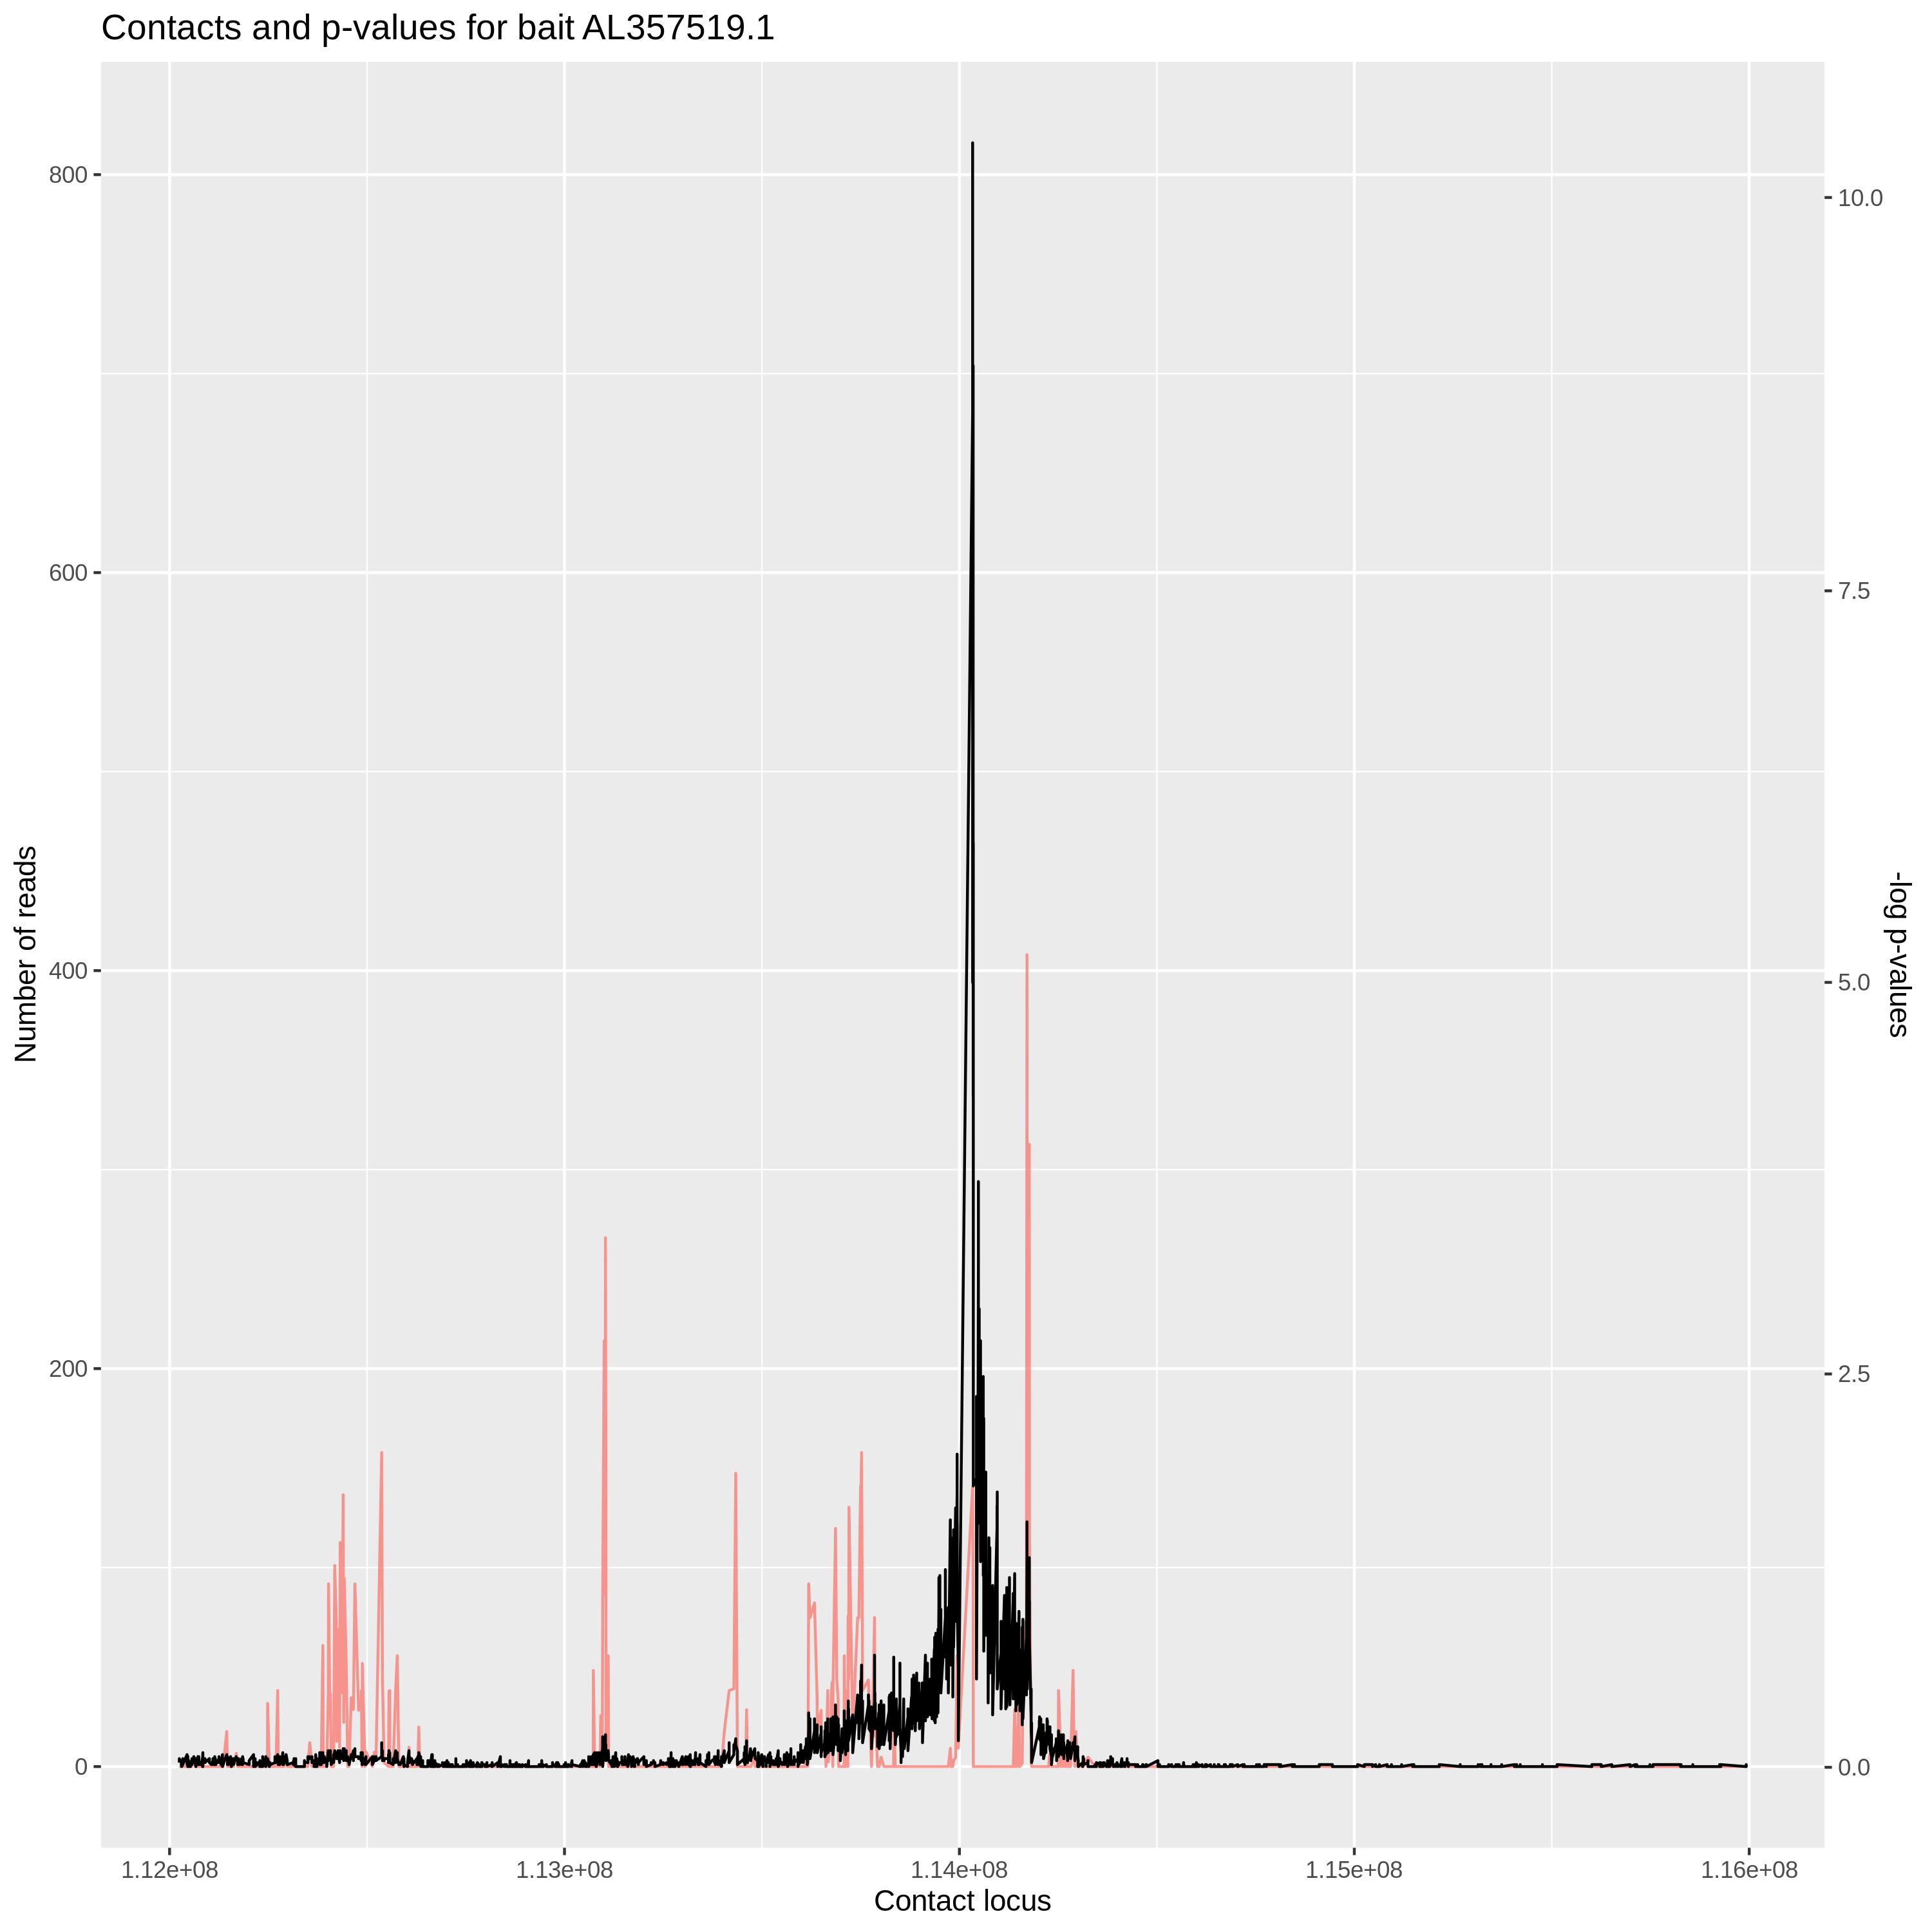 Contacts and p-values for bait AL357519.1
800
600
400
200
0
Number of reads
10.0
7.5
5.0
2.5
0.0
-log p-values
1.12e+08
1.13e+08
1.14e+08
1.15e+08
1.16e+08
Contact locus